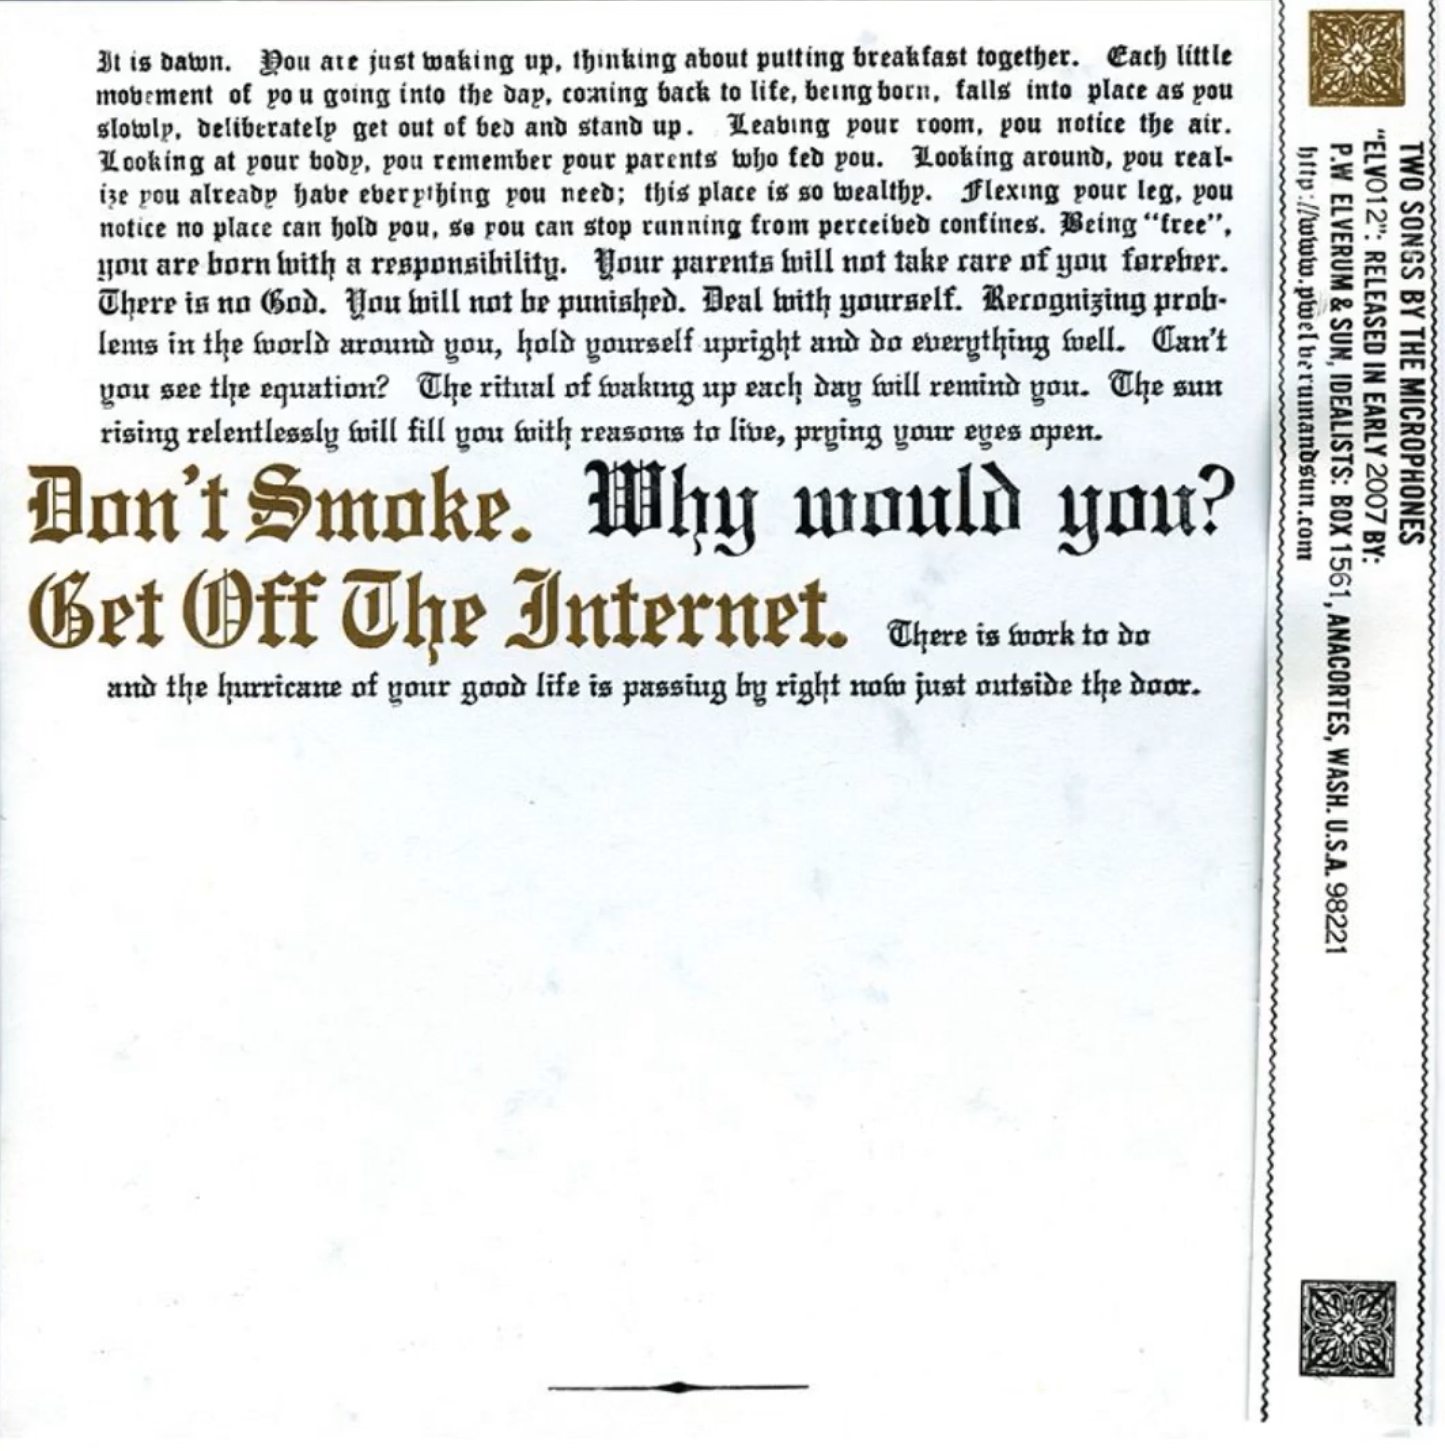 It is dawn. You are just waking up, thinking about putting breakfast together. Each little
movement of you going into the day, coming back to life, being born, falls into place as you
slowly, deliberately get out of bed and stand up. Leaving your room, you notice the air.
Looking at your body, you remember your parents who fed you. Looking around, you real-
ize you already have everything you need; this place is so wealthy. Flexing your leg, you
notice no place can hold you, so you can stop running from perceived confines. Being "free",
you are born with a responsibility. Your parents will not take care of you forever.
There is no God. You will not be punished. Deal with yourself. Recognizing prob-
lems in the world around you, hold yourself upright and do everything well. Can't
you see the equation? The ritual of waking up each day will remind you. The sun
rising relentlessly will fill you with reasons to live, prying your eyes open.
Don't Smoke. Why would you?
Get Off The Internet. There is work to do
and the hurricane of your good life is passing by right now just outside the door.
TWO SONGS BY THE MICROPHONES
"ELV012": RELEASED IN EARLY 2007 BY:
P.W. ELVERUM & SUN, IDEALISTS: BOX 1561, ANACORTES, WASH. U.S.A. 98221
http://www.pwelverumandsun.com